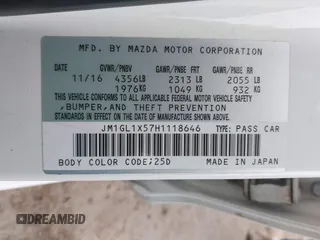 MFD. BY MAZDA MOTOR CORPORATION
GVWR/PNBV GAWR/PNBE FRT GAWR/PNBE RR
11/16 4356LB 2313 LB 2055 LB
1976KG 1049 KG 932 KG
THIS VEHICLE CONFORMS TO ALL APPLICABLE
FEDERAL MOTOR VEHICLE SAFETY
,BUMPER,AND THEFT PREVENTION
STANDARDS IN EFFECT ON THE DATE OF
MANUFACTURE SHOWN ABOVE.
JM1GL1X57H1118646 TYPE: PASS CAR
BODY COLOR CODE;25D MADE IN JAPAN
DREAMBID